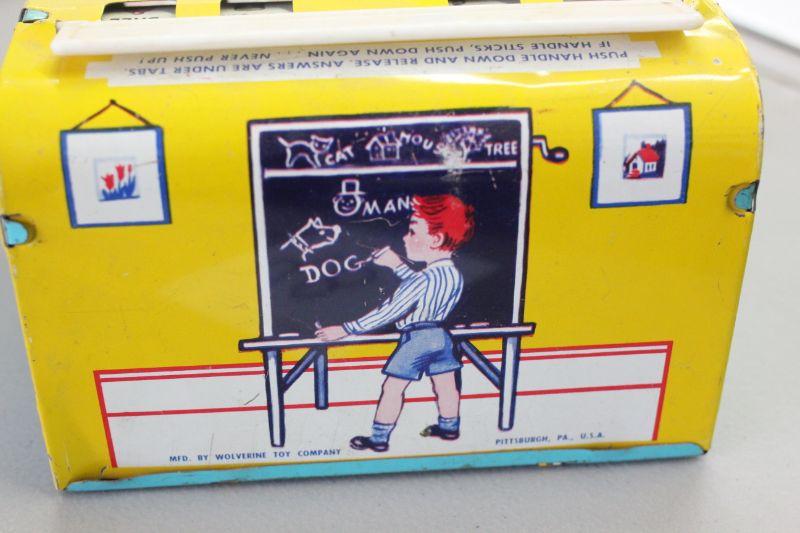 PUSH HANDLE DOWN AND RELEASE. ANSWERS ARE UNDER TABS.
IF HANDLE STICKS, PUSH DOWN AGAIN... NEVER PUSH UP!
CAT HOUSE TREE
MAN
DOG
MFD. BY WOLVERINE TOY COMPANY
PITTSBURGH, PA., U.S.A.